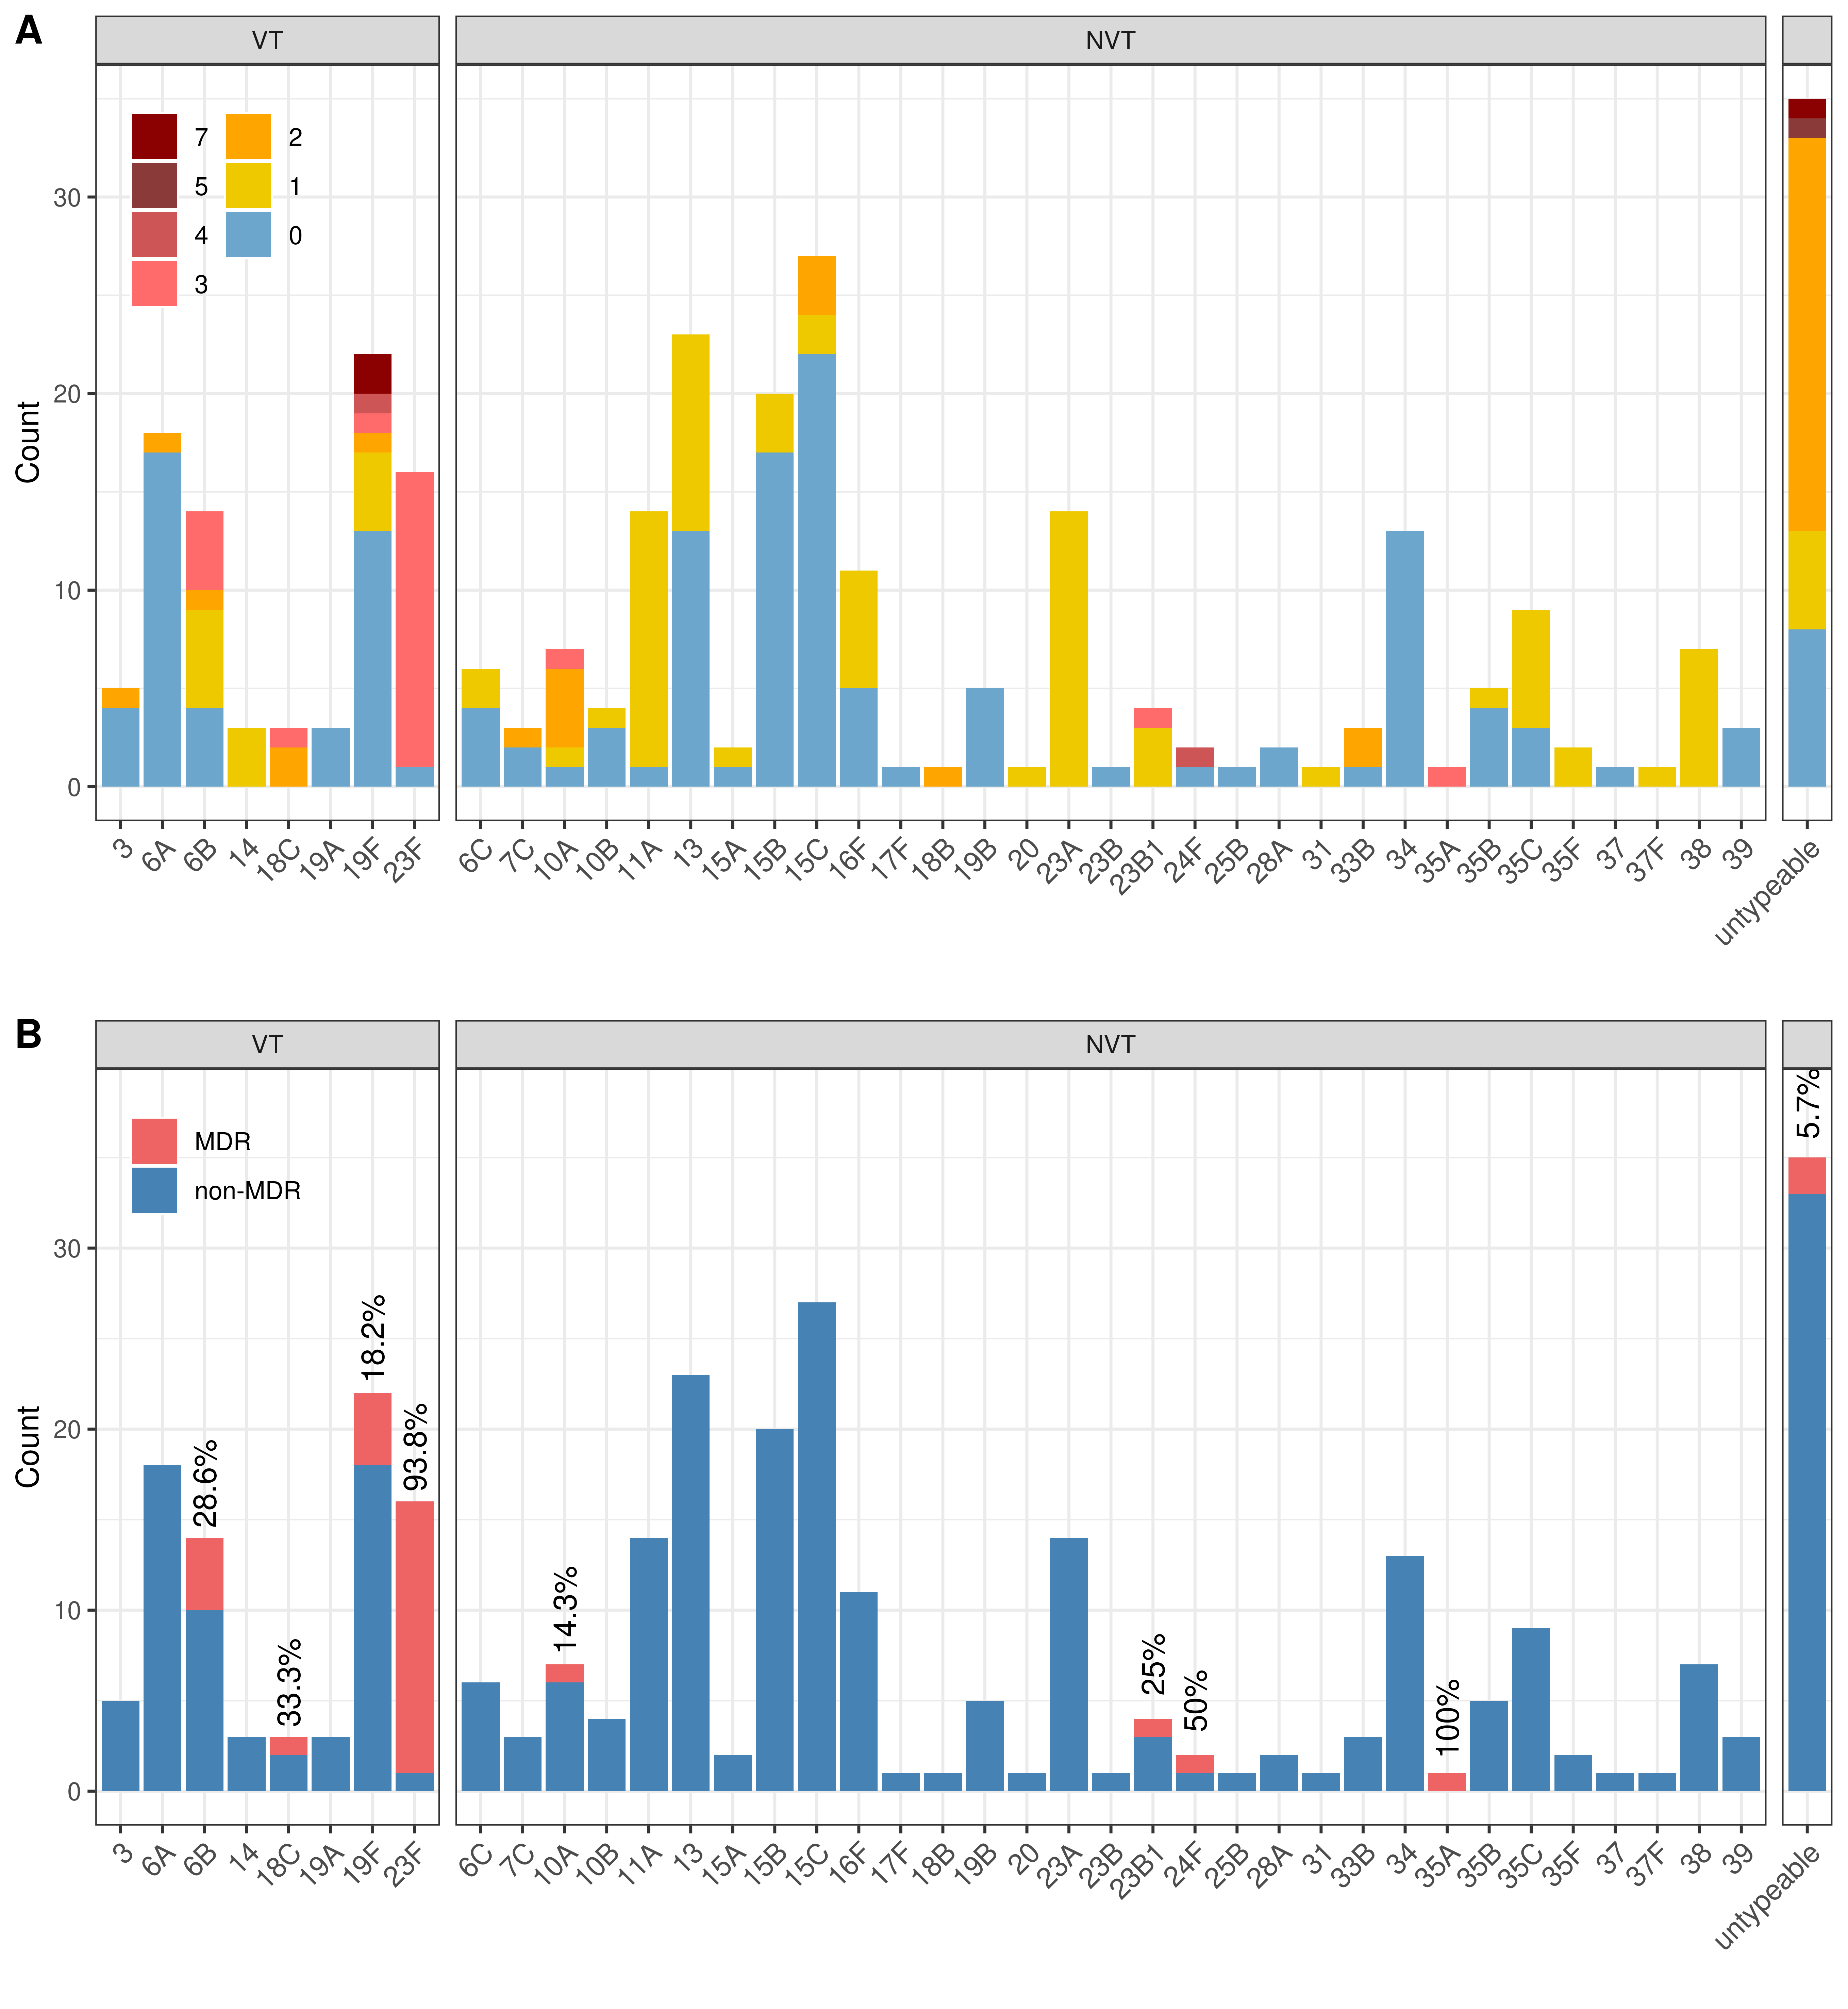 A
VT
NVT
7
2
5
1
4
0
3
Count
30
20
10
0
3
6A
6B
14
18C
19A
19F
23F
6C
7C
10A
10B
11A
13
15A
15B
15C
16F
17F
18B
19B
20
23A
23B
23B1
24F
25B
28A
31
33B
34
35A
35B
35C
35F
37
37F
38
39
untypeable
B
VT
NVT
MDR
non-MDR
Count
30
20
10
0
28.6%
33.3%
18.2%
93.8%
14.3%
25%
50%
100%
5.7%
3
6A
6B
14
18C
19A
19F
23F
6C
7C
10A
10B
11A
13
15A
15B
15C
16F
17F
18B
19B
20
23A
23B
23B1
24F
25B
28A
31
33B
34
35A
35B
35C
35F
37
37F
38
39
untypeable